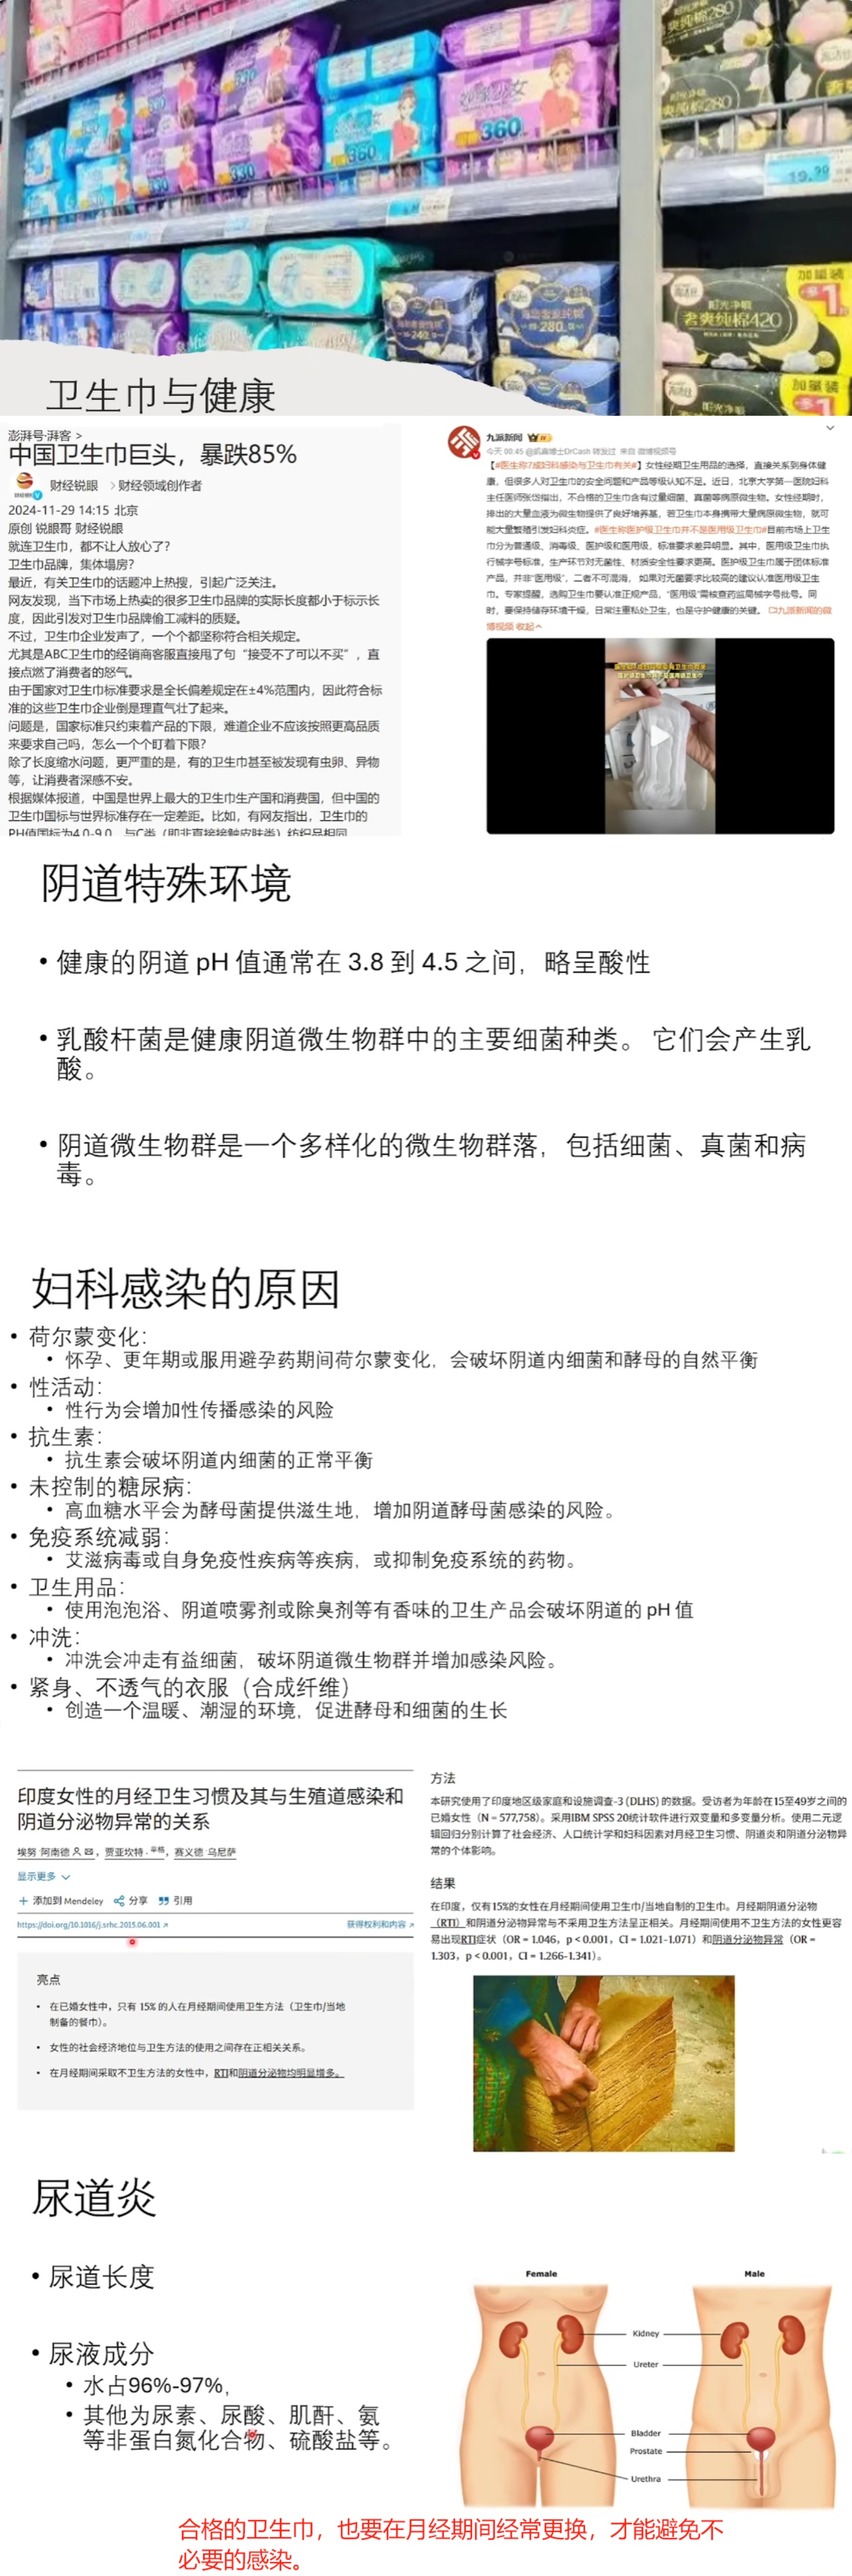 妙康少女
360
360
330
330
爽纯棉280
19.90
240
280
阳光净吸
奢爽纯棉420
加量装
多1
加量装
卫生巾与健康
澎湃号·湃客 >
中国卫生巾巨头，暴跌85%
财经锐眼 >财经领域创作者
2024-11-29 14:15 北京
原创 锐眼哥 财经锐眼
就连卫生巾，都不让人放心了？
卫生巾品牌，集体塌房？
最近，有关卫生巾的话题冲上热搜，引起广泛关注。
网友发现，当下市场上热卖的很多卫生巾品牌的实际长度都小于标示长
度，因此引发对卫生巾品牌偷工减料的质疑。
不过，卫生巾企业发声了，一个个都坚称符合相关规定。
尤其是ABC卫生巾的经销商客服直接甩了句“接受不了可以不买”，直
接点燃了消费者的怒气。
由于国家对卫生巾标准要求是全长偏差规定在±4%范围内，因此符合标
准的这些卫生巾企业倒是理直气壮了起来。
问题是，国家标准只约束着产品的下限，难道企业不应该按照更高品质
来要求自己吗，怎么一个个盯着下限？
除了长度缩水问题，更严重的是，有的卫生巾甚至被发现有虫卵、异物
等，让消费者深感不安。
根据媒体报道，中国是世界上最大的卫生巾生产国和消费国，但中国的
卫生巾国标与世界标准存在一定差距。比如，有网友指出，卫生巾的
PH值国标为4.0-9.0，与C类（即非直接接触皮肤类）纺织品相同
九派新闻
今天 00:45 @凯鑫博士DrCash 转发过 来自 微博视频号
【#医生称7成妇科感染与卫生巾有关#】女性经期卫生用品的选择，直接关系到身体健
康，但很多人对卫生巾的安全问题和产品等级认知不足。近日，北京大学第一医院妇科
主任医师张岱指出，不合格的卫生巾含有过量细菌、真菌等病原微生物。女性经期时，
排出的大量血液为微生物提供了良好培养基，若卫生巾本身携带大量病原微生物，就可
能大量繁殖引发妇科炎症。#医生称医护级卫生巾并不是医用级卫生巾#目前市场上卫生
巾分为普通级、消毒级、医护级和医用级，标准要求差异明显。其中，医用级卫生巾执
行械字号标准，生产环节对无菌性、材质安全性要求更高。医护级卫生巾属于团体标准
产品，并非“医用级”，二者不可混淆，如果对无菌要求比较高的建议认准医用级卫生
巾。专家提醒，选购卫生巾要认准正规产品，“医用级”需核查药监局械字号批号。同
时，要保持储存环境干燥，日常注重私处卫生，也是守护健康的关键。九派新闻的微
博视频 收起
阴道特殊环境
• 健康的阴道 pH 值通常在 3.8 到 4.5 之间，略呈酸性
• 乳酸杆菌是健康阴道微生物群中的主要细菌种类。 它们会产生乳
酸。
• 阴道微生物群是一个多样化的微生物群落，包括细菌、真菌和病
毒。
妇科感染的原因
• 荷尔蒙变化:
• 怀孕、更年期或服用避孕药期间荷尔蒙变化，会破坏阴道内细菌和酵母的自然平衡
• 性活动:
• 性行为会增加性传播感染的风险
• 抗生素:
• 抗生素会破坏阴道内细菌的正常平衡
• 未控制的糖尿病:
• 高血糖水平会为酵母菌提供滋生地，增加阴道酵母菌感染的风险。
• 免疫系统减弱:
• 艾滋病毒或自身免疫性疾病等疾病，或抑制免疫系统的药物。
• 卫生用品:
• 使用泡泡浴、阴道喷雾剂或除臭剂等有香味的卫生产品会破坏阴道的 pH 值
• 冲洗:
• 冲洗会冲走有益细菌，破坏阴道微生物群并增加感染风险。
• 紧身、不透气的衣服（合成纤维）
• 创造一个温暖、潮湿的环境，促进酵母和细菌的生长
印度女性的月经卫生习惯及其与生殖道感染和
阴道分泌物异常的关系
埃努·阿南德，贾亚坎特·辛格，赛义德·乌尼萨
显示更多
添加到 Mendeley 分享 引用
https://doi.org/10.1016/j.srhc.2015.06.001 获得权利和内容
亮点
• 在已婚女性中，只有 15% 的人在月经期间使用卫生方法（卫生巾/当地
制备的餐巾）。
• 女性的社会经济地位与卫生方法的使用之间存在正相关关系。
• 在月经期间采取不卫生方法的女性中，RTI和阴道分泌物均明显增多。
方法
本研究使用了印度地区级家庭和设施调查-3 (DLHS) 的数据。受访者为年龄在15至49岁之间的
已婚女性（N = 577,758）。采用IBM SPSS 20统计软件进行双变量和多变量分析。使用二元逻
辑回归分别计算了社会经济、人口统计学和妇科因素对月经卫生习惯、阴道炎和阴道分泌物异
常的个体影响。
结果
在印度，仅有15%的女性在月经期间使用卫生巾/当地自制的卫生巾。月经期阴道分泌物
（RTI）和阴道分泌物异常与不采用卫生方法呈正相关。月经期间使用不卫生方法的女性更容
易出现RTI症状（OR = 1.046，p < 0.001，CI = 1.021-1.071）和阴道分泌物异常（OR =
1.303，p < 0.001，CI = 1.266-1.341）。
尿道炎
• 尿道长度
• 尿液成分
• 水占96%-97%，
• 其他为尿素、尿酸、肌酐、氨
等非蛋白氮化合物、硫酸盐等。
Female
Male
Kidney
Ureter
Bladder
Prostate
Urethra
合格的卫生巾，也要在月经期间经常更换，才能避免不
必要的感染。